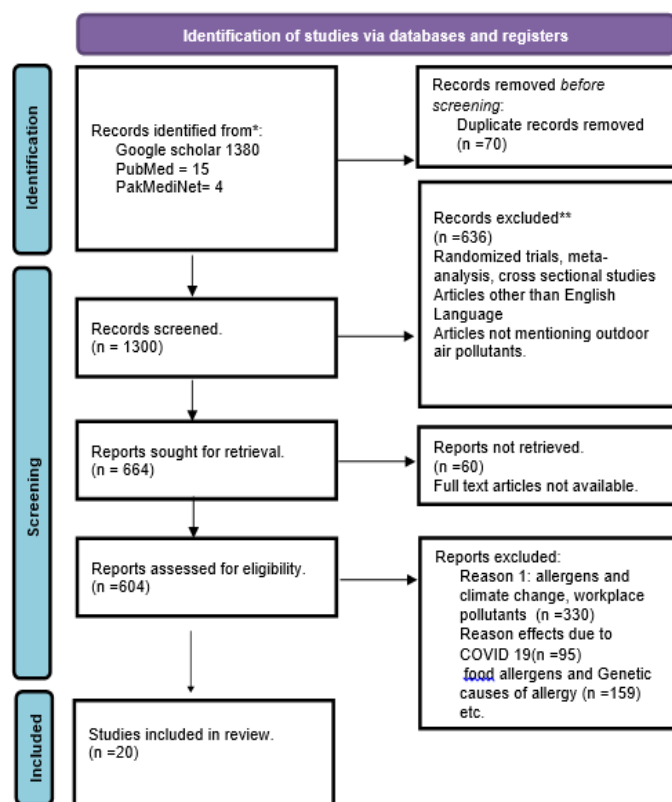 Identification of studies via databases and registers
Identification
Records identified from*:
Google scholar 1380
PubMed = 15
PakMediNet= 4
Records removed before
screening:
Duplicate records removed
(n =70)
Screening
Records screened.
(n = 1300)
Records excluded**
(n =636)
Randomized trials, meta-
analysis, cross sectional studies
Articles other than English
Language
Articles not mentioning outdoor
air pollutants.
Reports sought for retrieval.
(n = 664)
Reports not retrieved.
(n =60)
Full text articles not available.
Reports assessed for eligibility.
(n =604)
Reports excluded:
Reason 1: allergens and
climate change, workplace
pollutants (n =330)
Reason effects due to
COVID 19(n =95)
food allergens and Genetic
causes of allergy (n =159)
etc.
Included
Studies included in review.
(n =20)